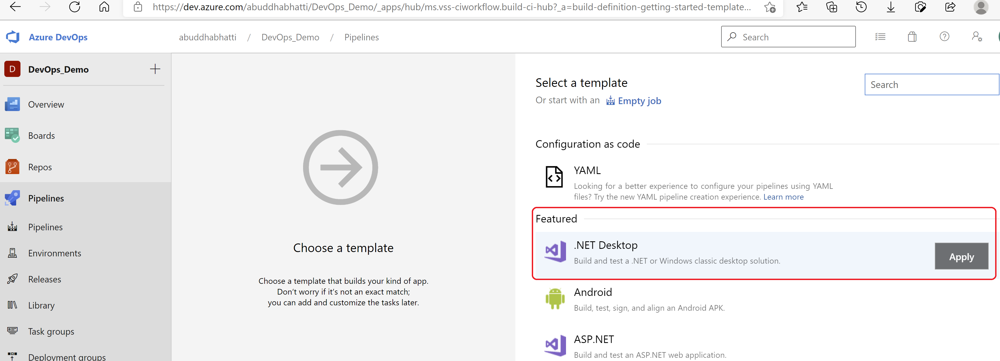 https://dev.azure.com/abuddhabhatti/DevOps_Demo/_apps/hub/ms.vss-ciworkflow.build-ci-hub?_a=build-definition-getting-started-template...
Azure DevOps
abuddhabhatti / DevOps_Demo / Pipelines
Search
D DevOps_Demo
Overview
Boards
Repos
Pipelines
Pipelines
Environments
Releases
Library
Task groups
Deployment groups
Choose a template
Choose a template that builds your kind of app.
Don't worry if it's not an exact match;
you can add and customize the tasks later.
Select a template
Search
Or start with an Empty job
Configuration as code
YAML
Looking for a better experience to configure your pipelines using YAML
files? Try the new YAML pipeline creation experience. Learn more
Featured
.NET Desktop
Build and test a .NET or Windows classic desktop solution.
Apply
Android
Build, test, sign, and align an Android APK.
ASP.NET
Build and test an ASP.NET web application.